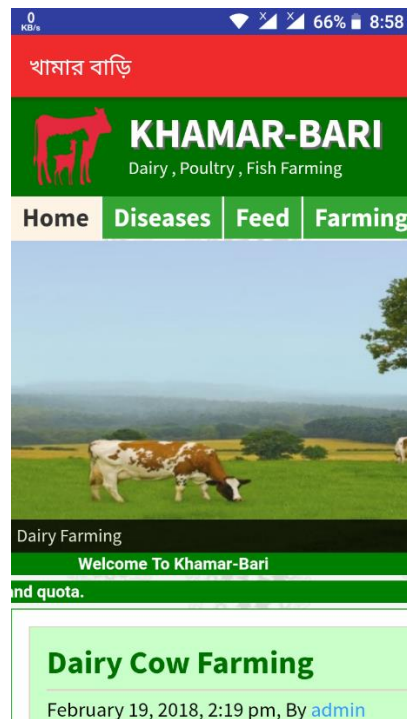 0
KB/s
66% 8:58
খামার বাড়ি
KHAMAR-BARI
Dairy , Poultry , Fish Farming
Home Diseases Feed Farming
Dairy Farming
Welcome To Khamar-Bari
and quota.
Dairy Cow Farming
February 19, 2018, 2:19 pm, By admin